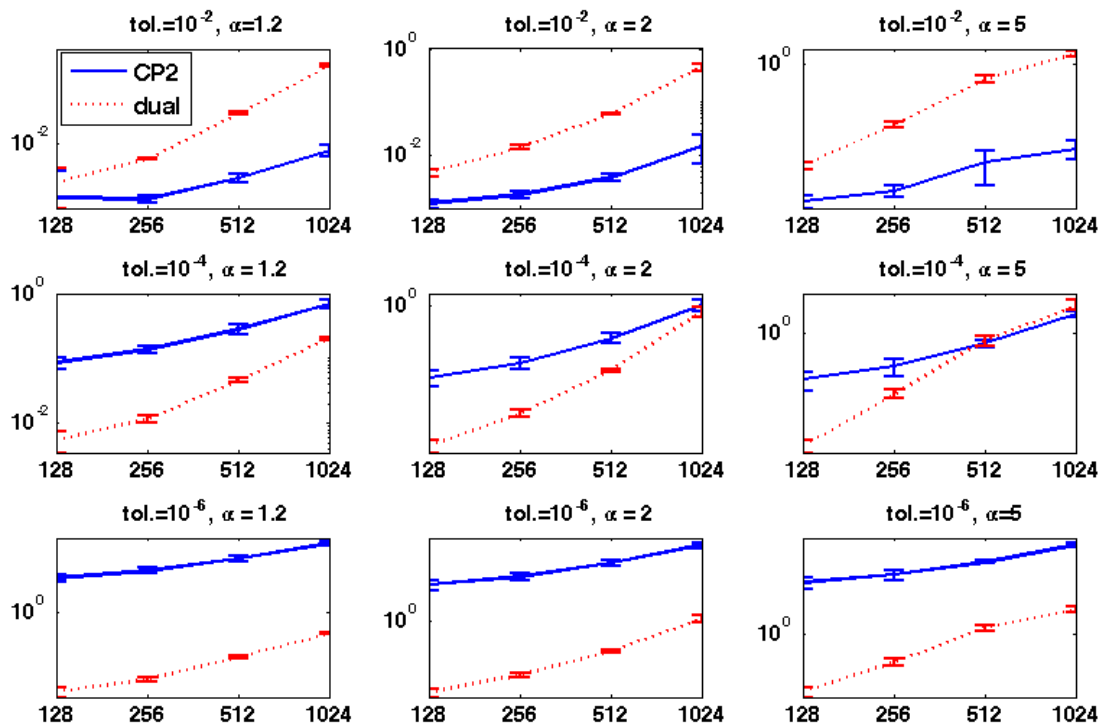 tol.=10^-2, α=1.2
tol.=10^-2, α = 2
tol.=10^-2, α = 5
CP2
dual
10^-2
128 256 512 1024
10^0
10^-2
128 256 512 1024
10^0
128 256 512 1024
tol.=10^-4, α = 1.2
tol.=10^-4, α = 2
tol.=10^-4, α = 5
10^0
10^-2
128 256 512 1024
10^0
128 256 512 1024
10^0
128 256 512 1024
tol.=10^-6, α = 1.2
tol.=10^-6, α = 2
tol.=10^-6, α=5
10^0
128 256 512 1024
10^0
128 256 512 1024
10^0
128 256 512 1024